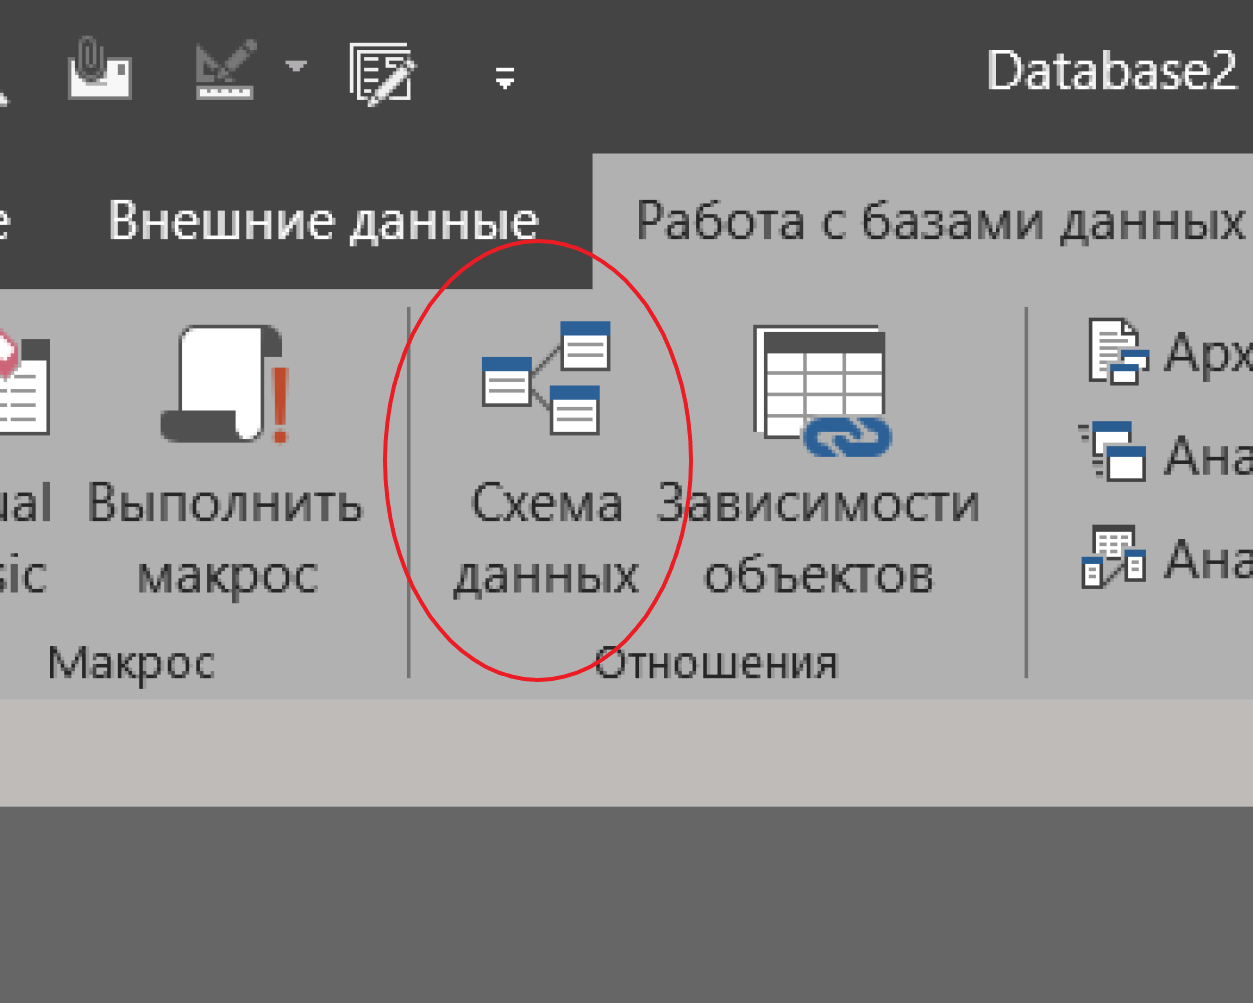 Database2
Внешние данные
Работа с базами данных
Выполнить
макрос
Схема
данных
Зависимости
объектов
Макрос
Отношения